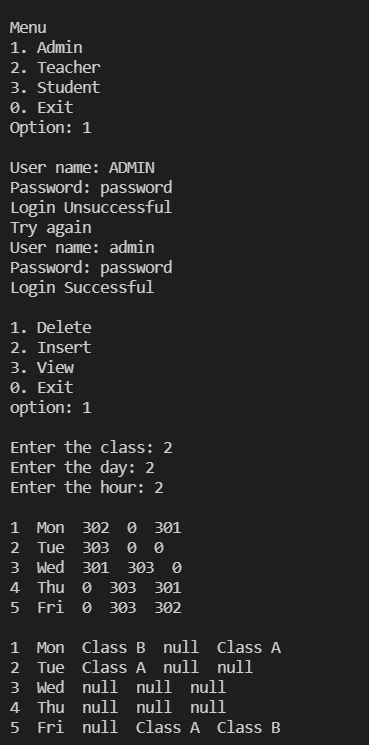 Menu
1. Admin
2. Teacher
3. Student
0. Exit
Option: 1
User name: ADMIN
Password: password
Login Unsuccessful
Try again
User name: admin
Password: password
Login Successful
1. Delete
2. Insert
3. View
0. Exit
option: 1
Enter the class: 2
Enter the day: 2
Enter the hour: 2
1  Mon  302  0  301
2  Tue  303  0  0
3  Wed  301  303  0
4  Thu  0  303  301
5  Fri  0  303  302
1  Mon  Class B  null  Class A
2  Tue  Class A  null  null
3  Wed  null  null  null
4  Thu  null  null  null
5  Fri  null  Class A  Class B